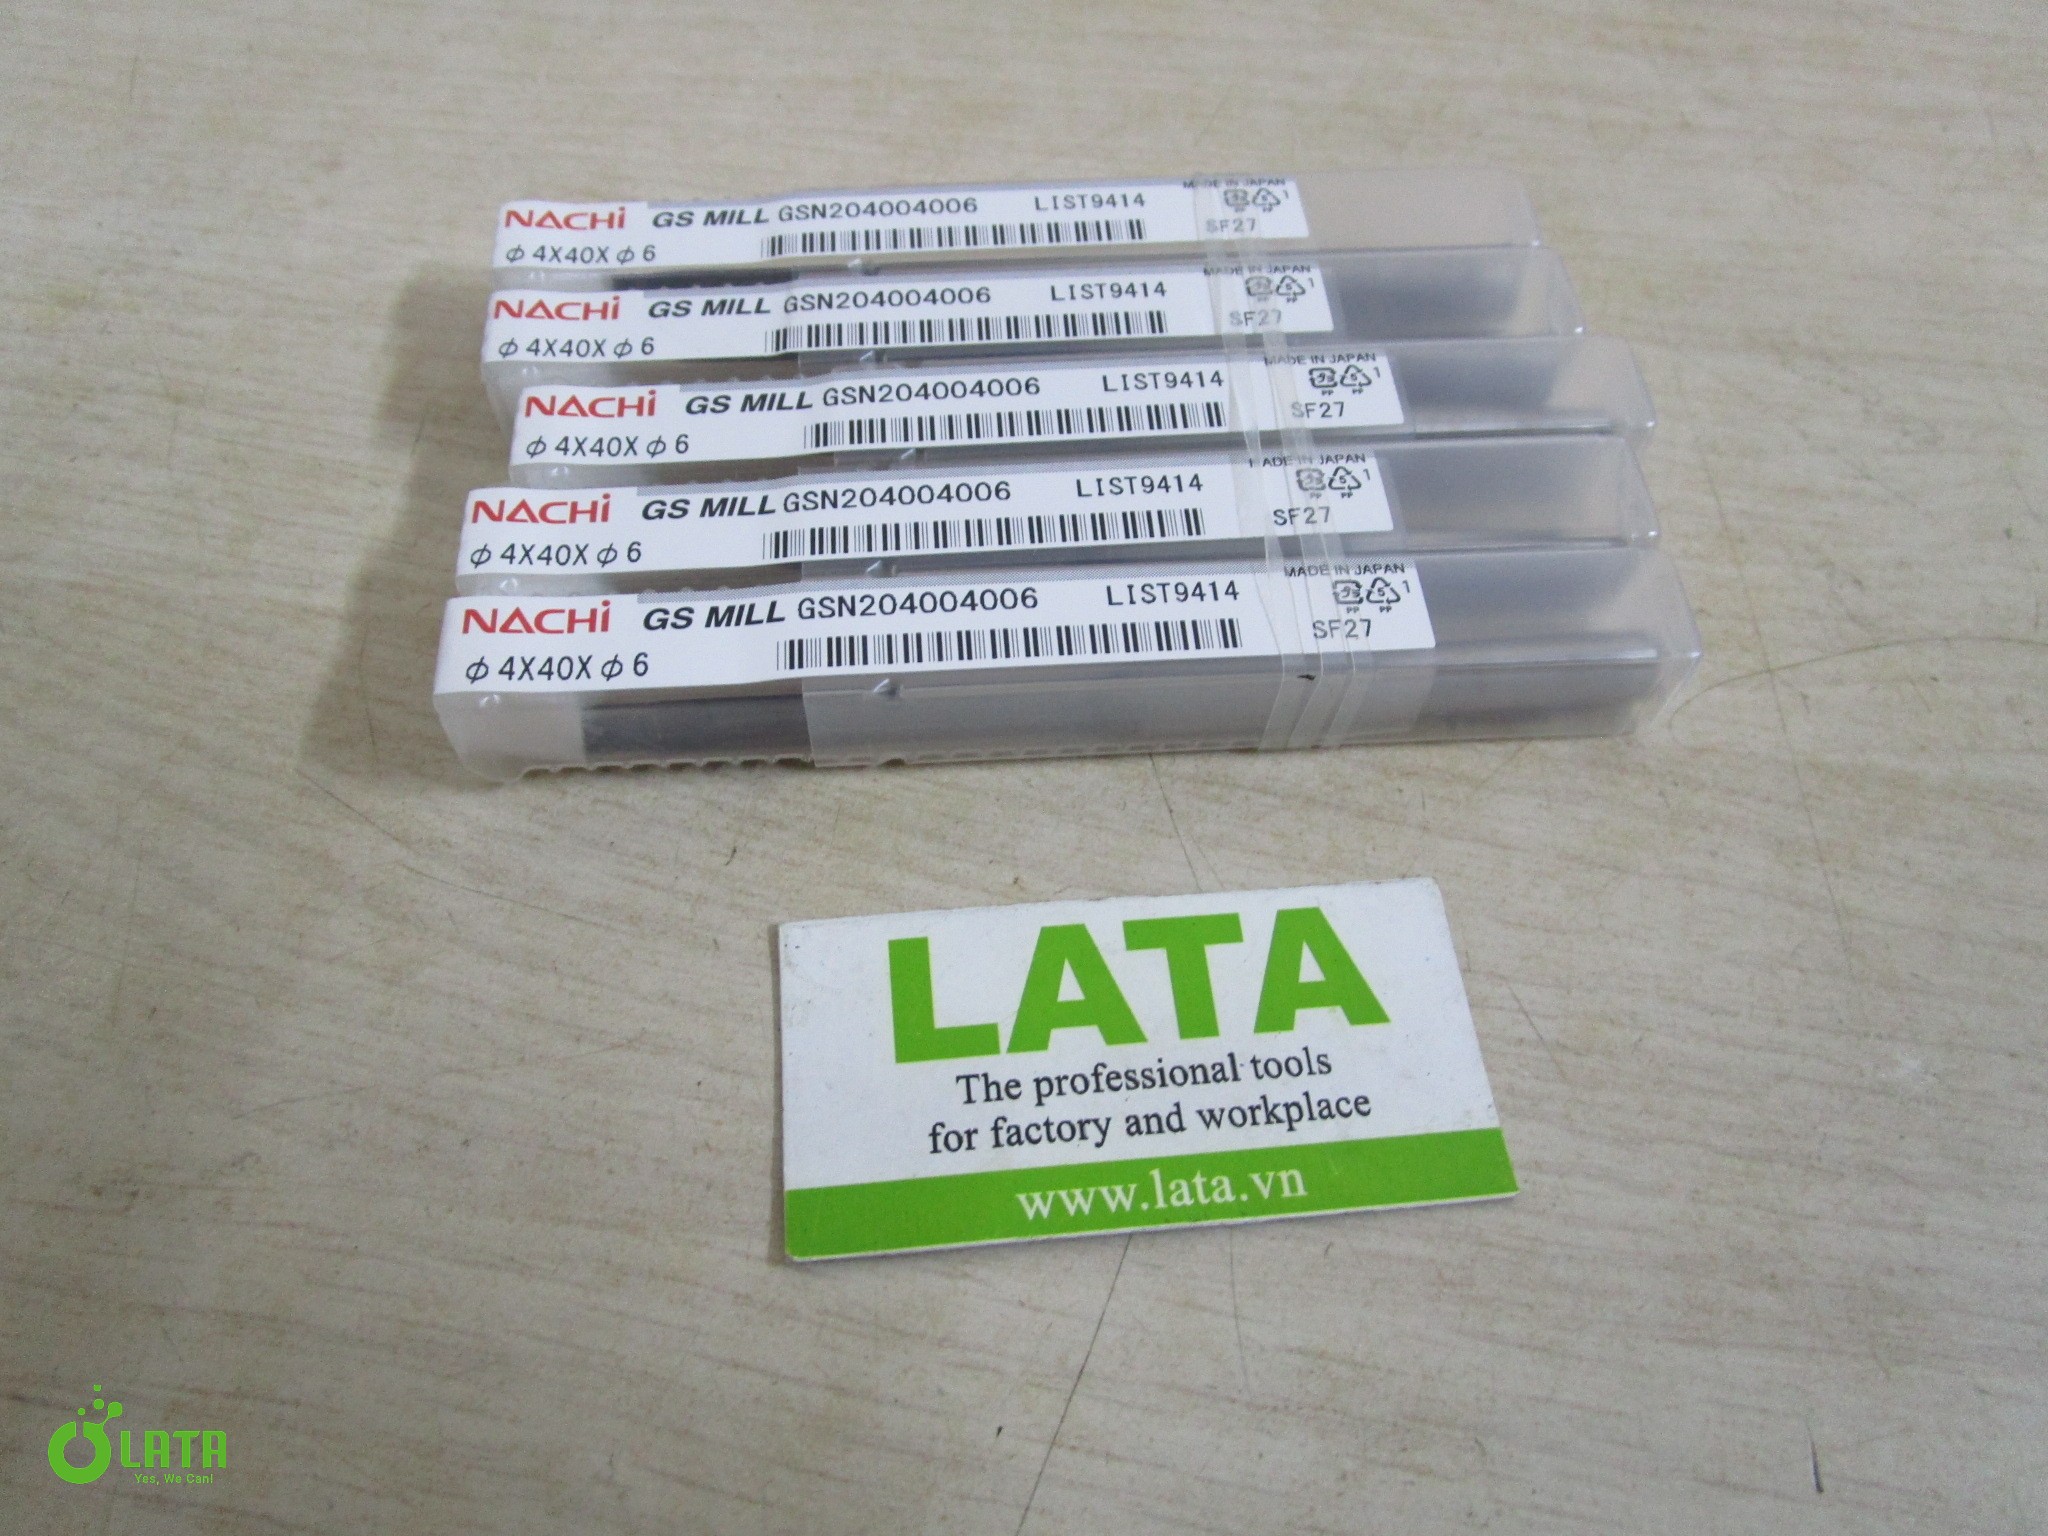 MADE IN JAPAN
NACHi GS MILL GSN204004006 LIST9414
φ 4X40X φ 6 SF27
MADE IN JAPAN
NACHi GS MILL GSN204004006 LIST9414
φ 4X40X φ 6 SF27
MADE IN JAPAN
NACHi GS MILL GSN204004006 LIST9414
φ 4X40X φ 6 SF27
MADE IN JAPAN
NACHi GS MILL GSN204004006 LIST9414
φ 4X40X φ 6 SF27
MADE IN JAPAN
NACHi GS MILL GSN204004006 LIST9414
φ 4X40X φ 6 SF27
LATA
The professional tools
for factory and workplace
www.lata.vn
LATA
Yes, We Can!